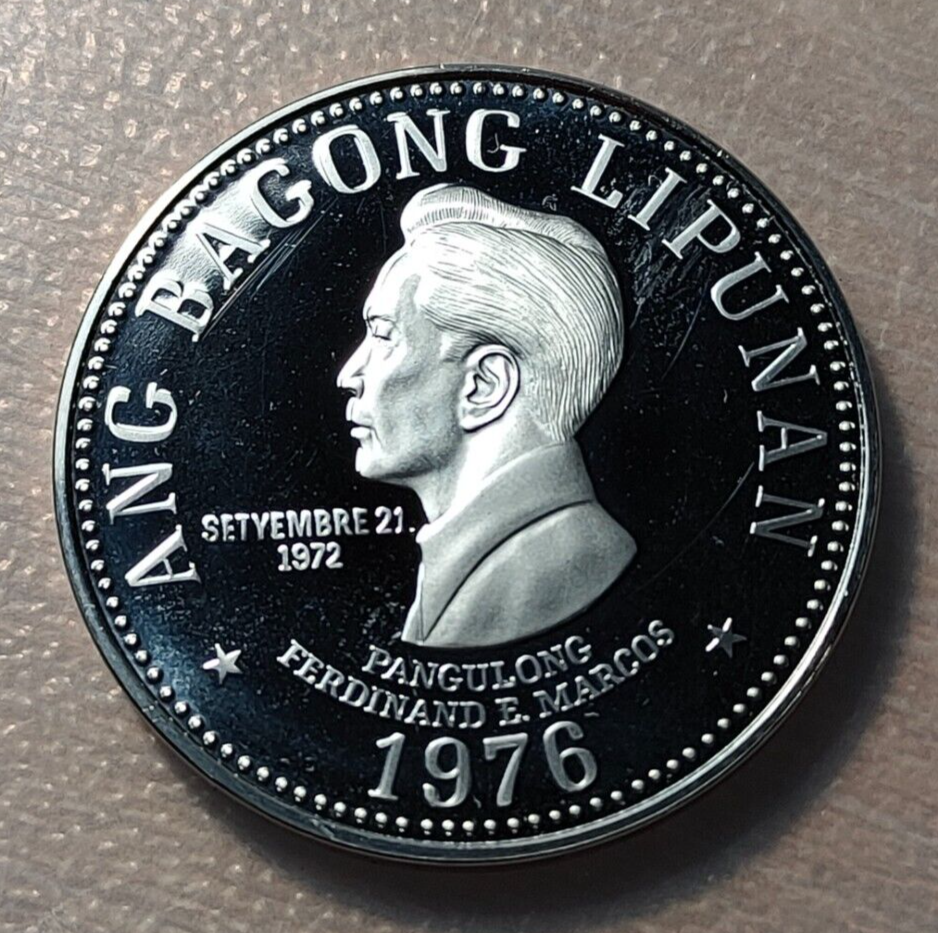 ANG BAGONG LIPUNAN
SETYEMBRE 21.
1972
PANGULONG
FERDINAND E. MARCOS
1976